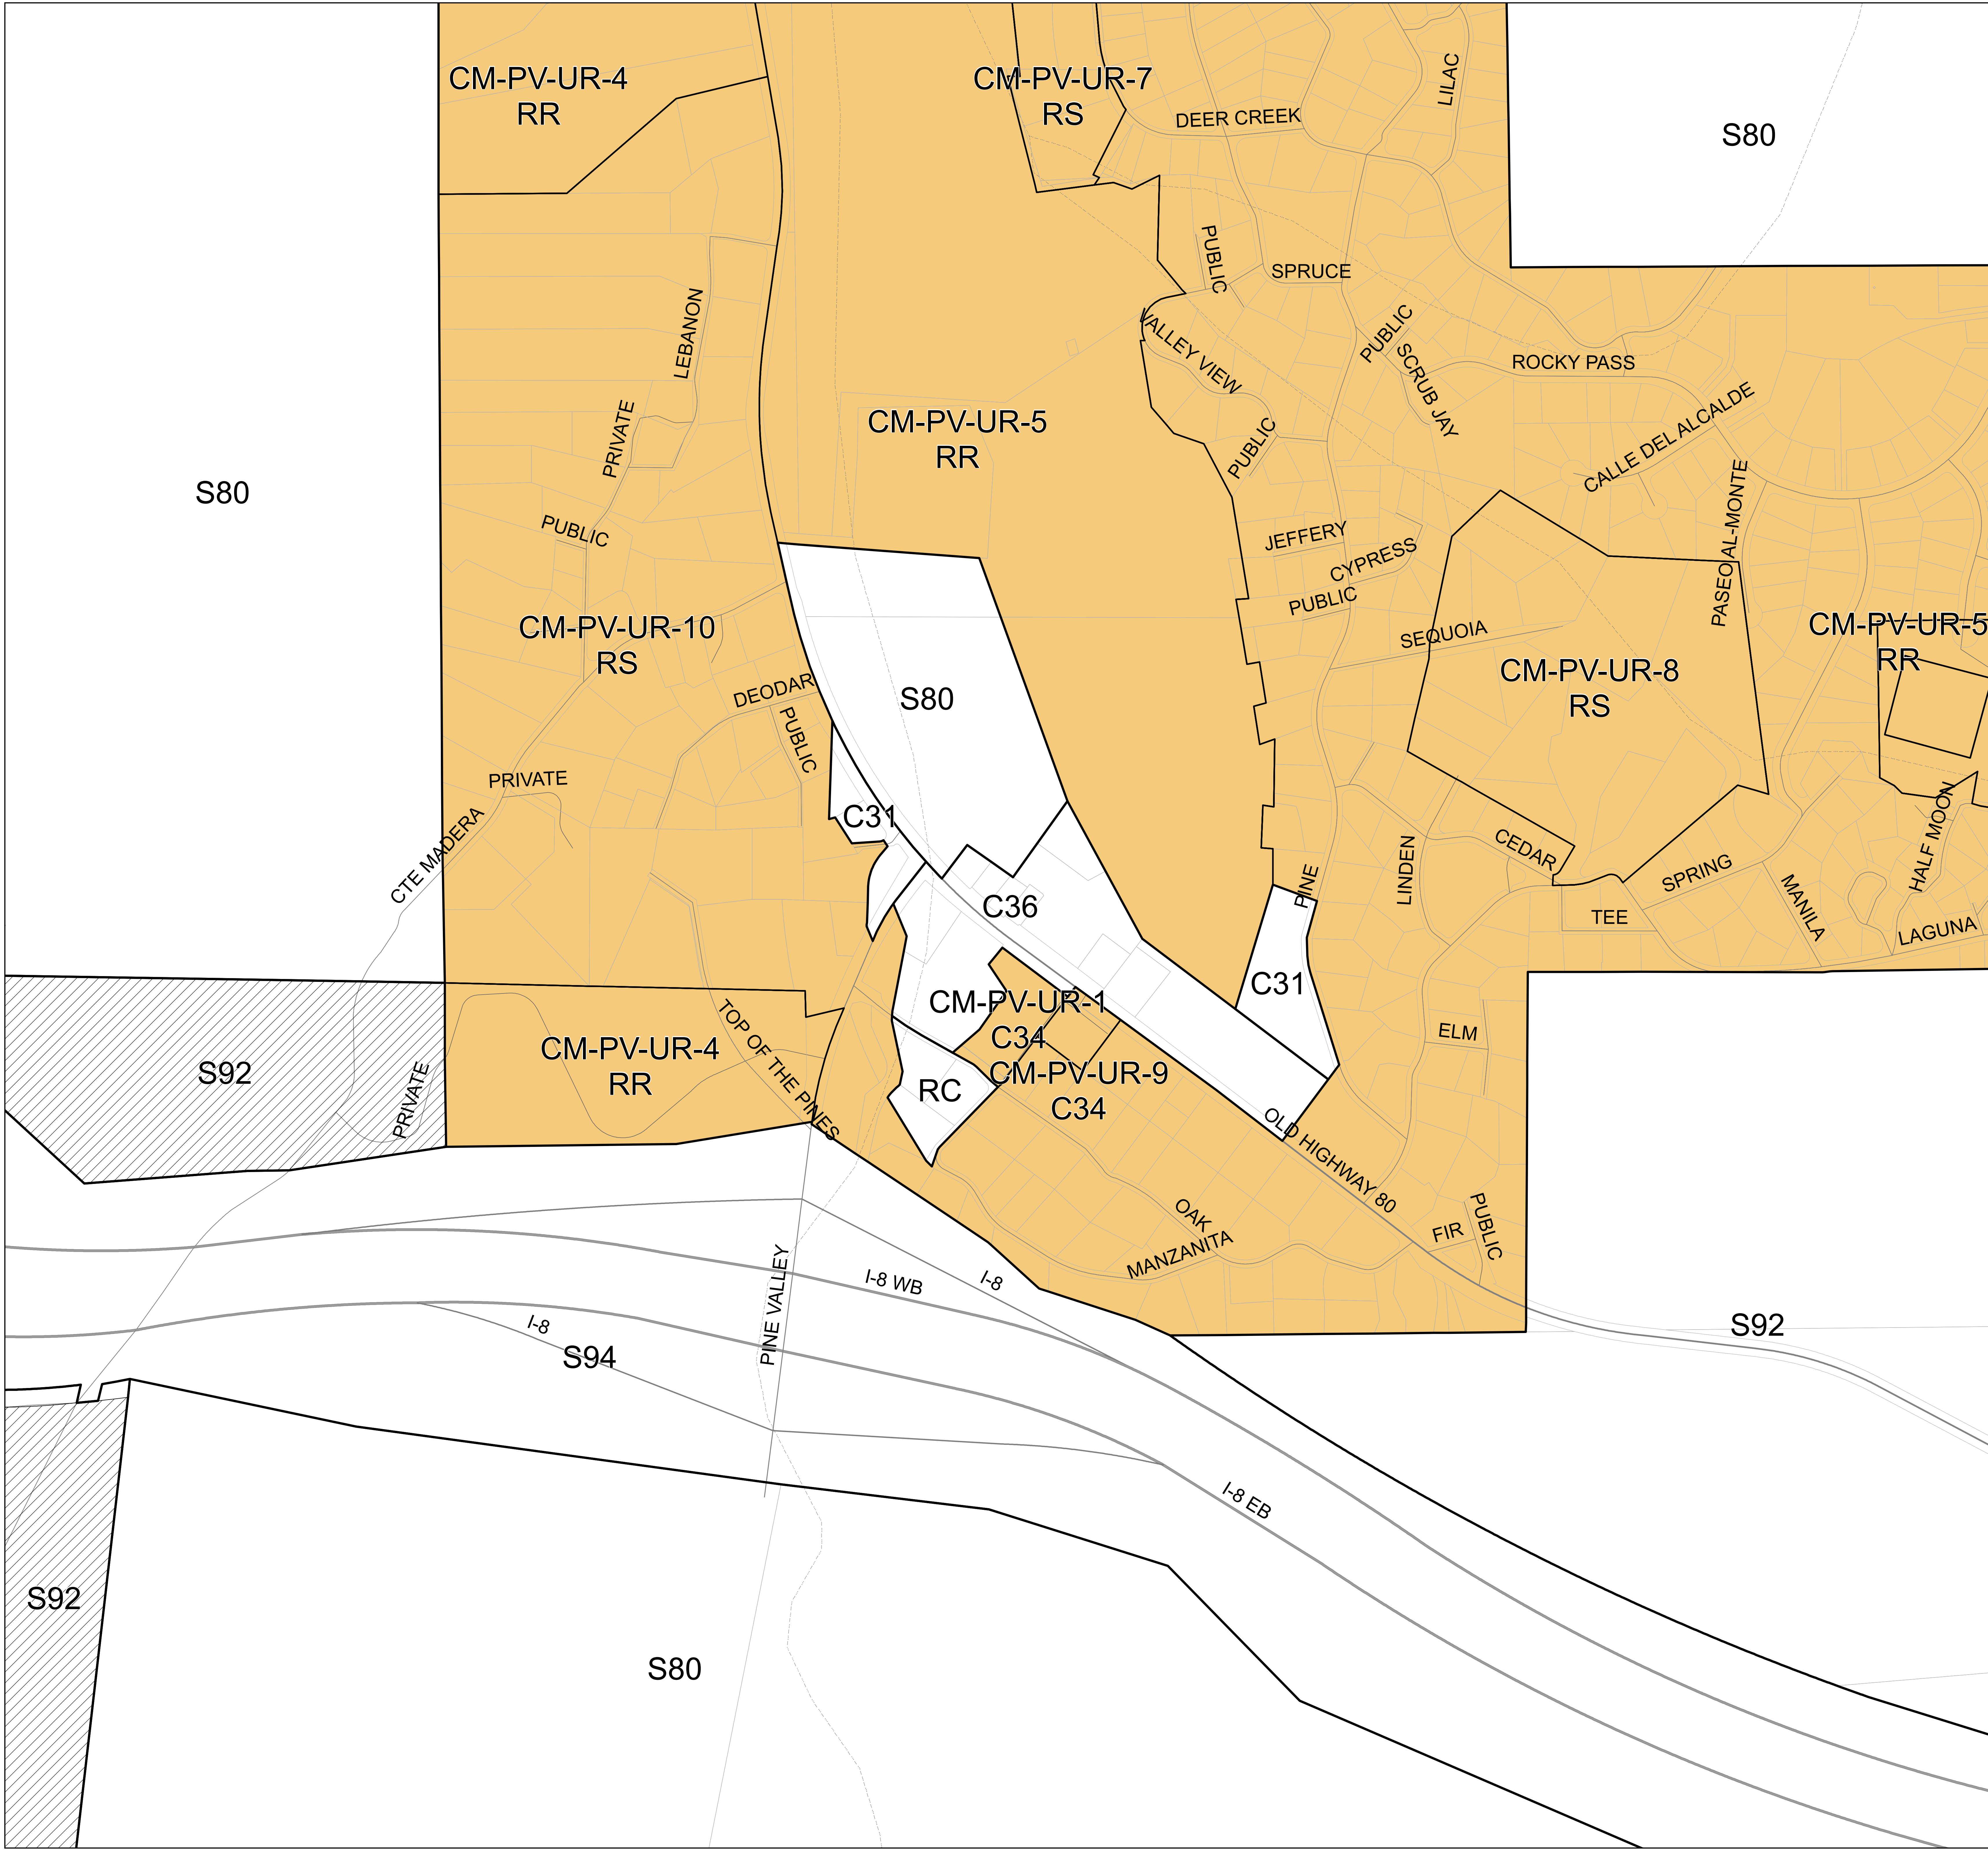 CM-PV-UR-4
RR
CM-PV-UR-7
RS
LILAC
DEER CREEK
S80
PUBLIC
SPRUCE
LEBANON
VALLEY VIEW
PUBLIC
SCRUB JAY
ROCKY PASS
CALLE DEL ALCALDE
PRIVATE
CM-PV-UR-5
RR
PUBLIC
S80
PUBLIC
JEFFERY
CYPRESS
PUBLIC
PASEO AL-MONTE
CM-PV-UR-10
RS
SEQUOIA
CM-PV-UR-5
RR
CM-PV-UR-8
RS
DEODAR
PUBLIC
S80
PRIVATE
CTE MADERA
C31
PINE
LINDEN
CEDAR
SPRING
HALF MOON
MANILA
C36
TEE
LAGUNA
C31
CM-PV-UR-1
C34
TOP OF THE PINES
ELM
CM-PV-UR-4
RR
S92
PRIVATE
CM-PV-UR-9
C34
RC
OLD HIGHWAY 80
OAK
MANZANITA
FIR
PUBLIC
PINE VALLEY
I-8 WB
I-8
I-8
S94
S92
I-8 EB
S92
S80